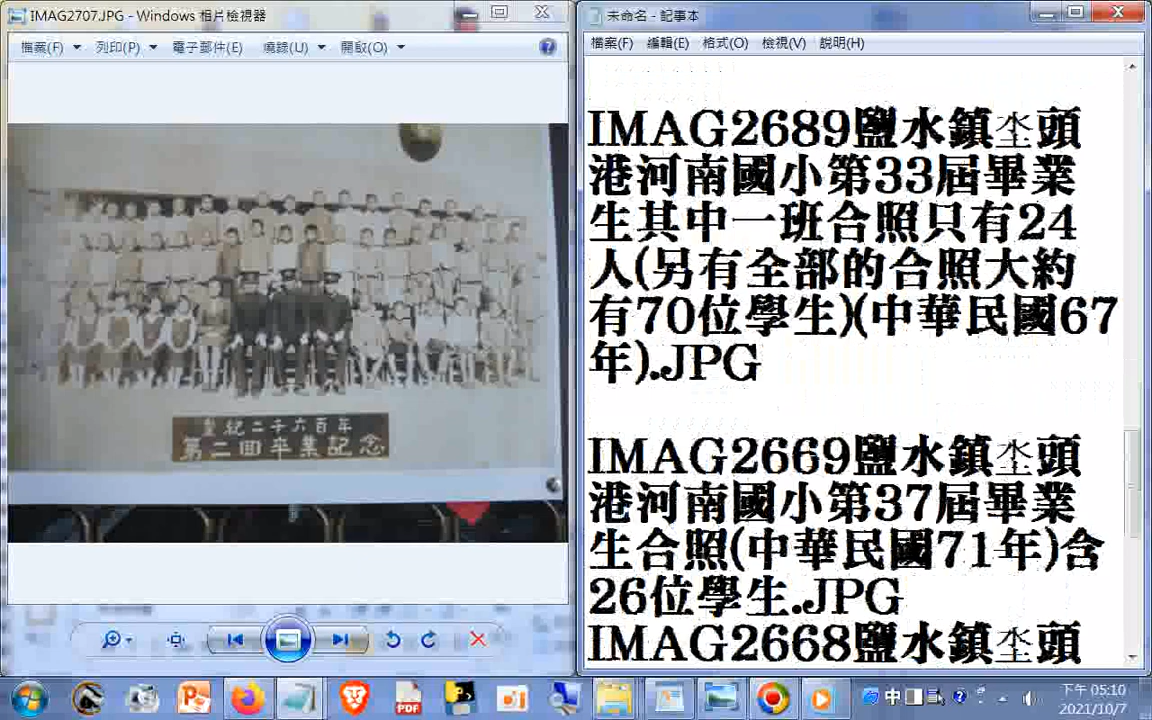 IMAG2707.JPG - Windows 相片檢視器
檔案(F) 列印(P) 電子郵件(E) 燒錄(U) 開啟(O)
皇紀二千六百年
第二回卒業記念
未命名 - 記事本
檔案(F) 編輯(E) 格式(O) 檢視(V) 說明(H)
IMAG2689鹽水鎮坔頭
港河南國小第33屆畢業
生其中一班合照只有24
人(另有全部的合照大約
有70位學生)(中華民國67
年).JPG
IMAG2669鹽水鎮坔頭
港河南國小第37屆畢業
生合照(中華民國71年)含
26位學生.JPG
IMAG2668鹽水鎮坔頭
PDF
中
下午 05:10
2021/10/7